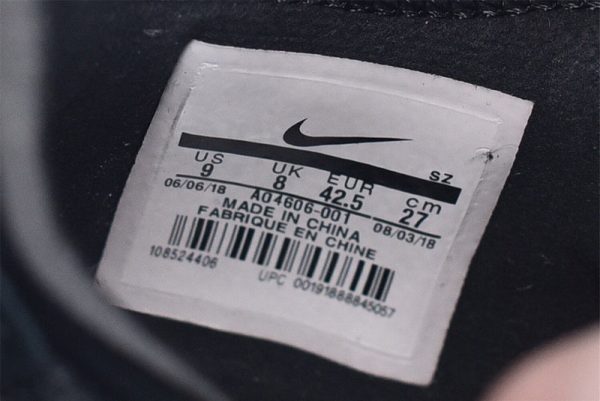 sz
US UK EUR cm
9 8 42.5 27
06/06/18 AO4606-001 08/03/18
MADE IN CHINA
FABRIQUE EN CHINE
108524406
UPC 00191888845057